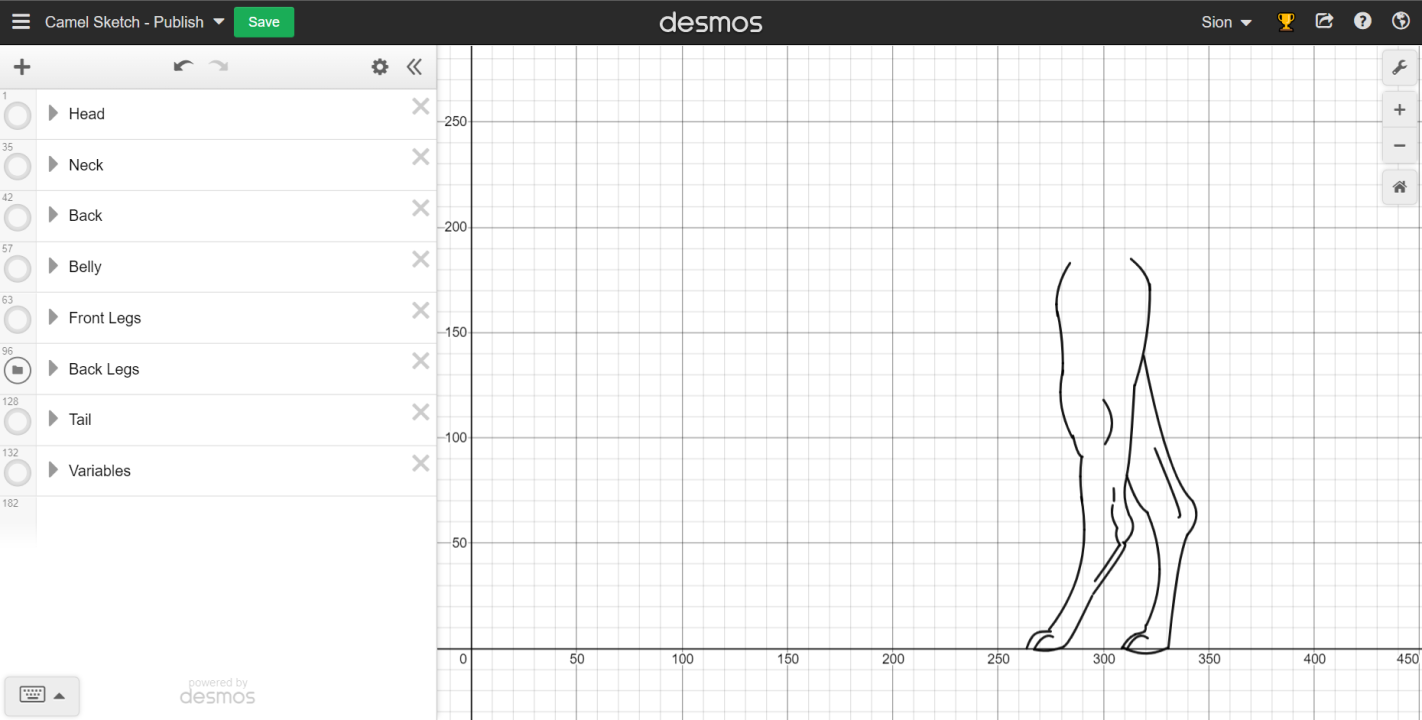 Camel Sketch - Publish Save desmos Sion
1 Head
35 Neck
42 Back
57 Belly
63 Front Legs
96 Back Legs
128 Tail
132 Variables
182
powered by
desmos
250
200
150
100
50
0 50 100 150 200 250 300 350 400 450